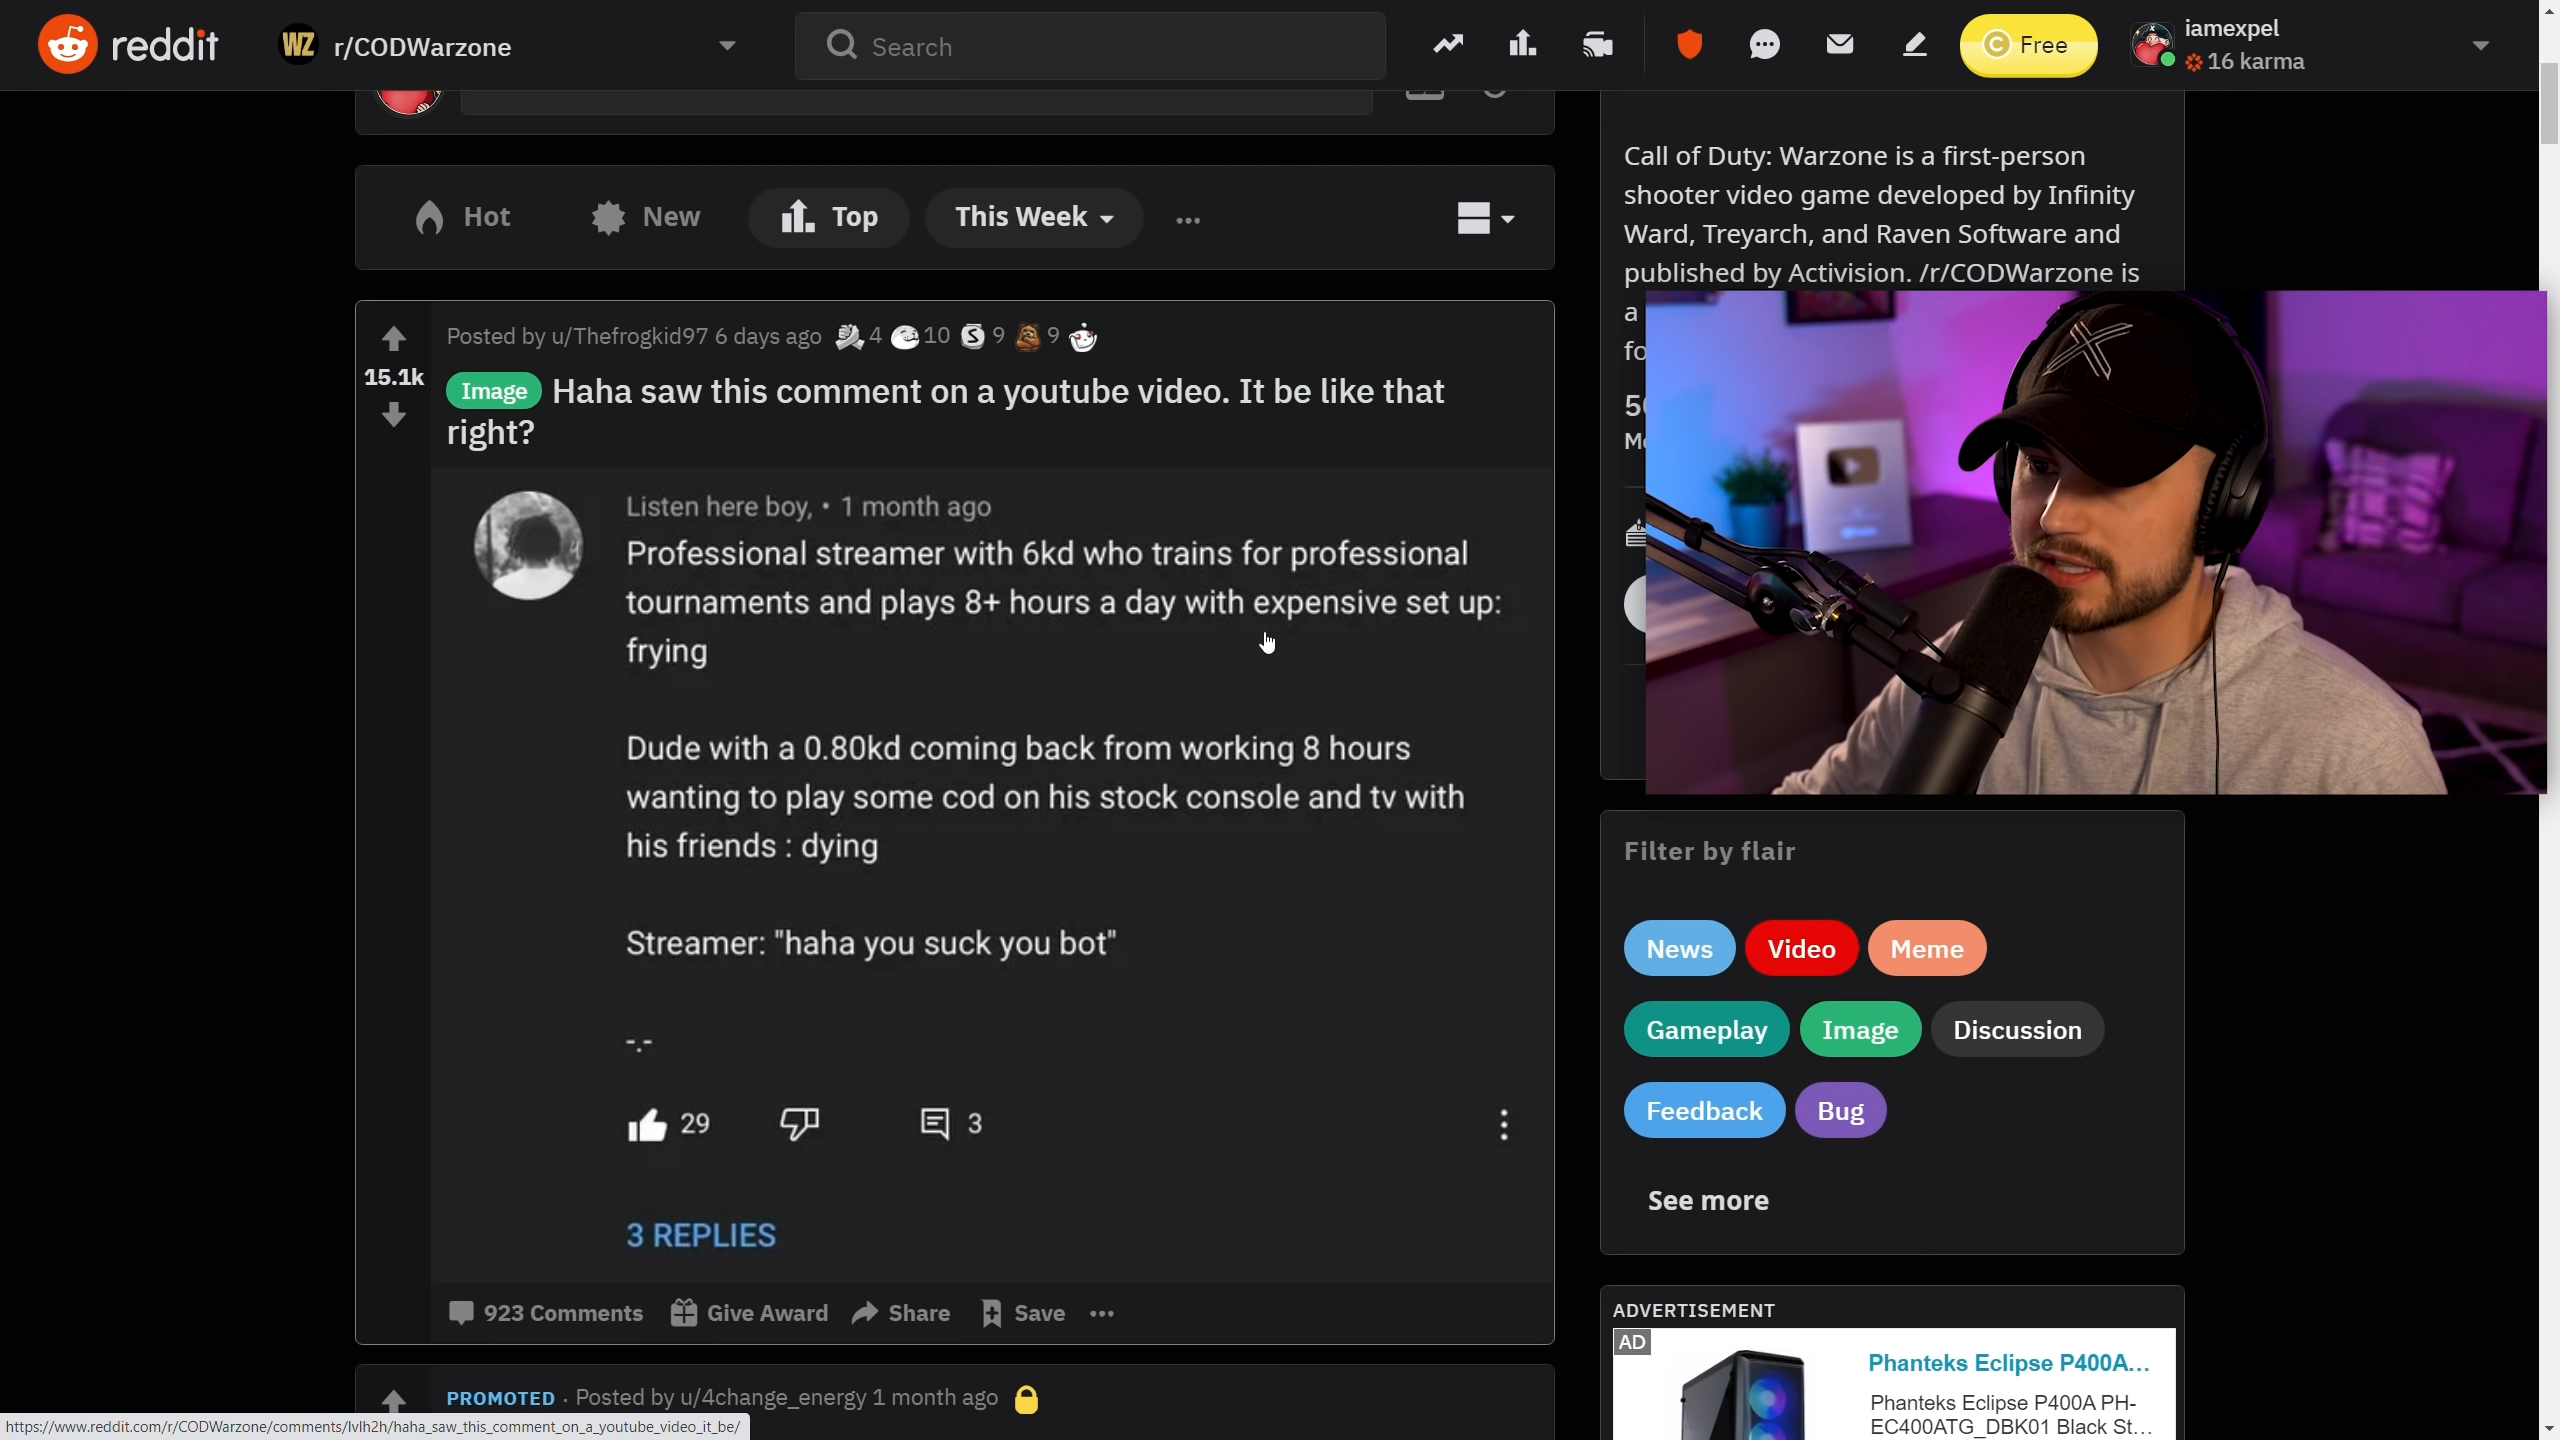 reddit
WZ r/CODWarzone
Search
Free
iamexpel
16 karma
Hot
New
Top
This Week
Posted by u/Thefrogkid97 6 days ago 4 10 S 9 9
15.1k
Image Haha saw this comment on a youtube video. It be like that
right?
Listen here boy, • 1 month ago
Professional streamer with 6kd who trains for professional
tournaments and plays 8+ hours a day with expensive set up:
frying
Dude with a 0.80kd coming back from working 8 hours
wanting to play some cod on his stock console and tv with
his friends : dying
Streamer: "haha you suck you bot"
-.-
29
3
3 REPLIES
923 Comments
Give Award
Share
Save
PROMOTED · Posted by u/4change_energy 1 month ago
https://www.reddit.com/r/CODWarzone/comments/lvlh2h/haha_saw_this_comment_on_a_youtube_video_it_be/
Call of Duty: Warzone is a first-person
shooter video game developed by Infinity
Ward, Treyarch, and Raven Software and
published by Activision. /r/CODWarzone is
a
fo
Filter by flair
News Video Meme
Gameplay Image Discussion
Feedback Bug
See more
ADVERTISEMENT
AD
Phanteks Eclipse P400A...
Phanteks Eclipse P400A PH-
EC400ATG_DBK01 Black St...